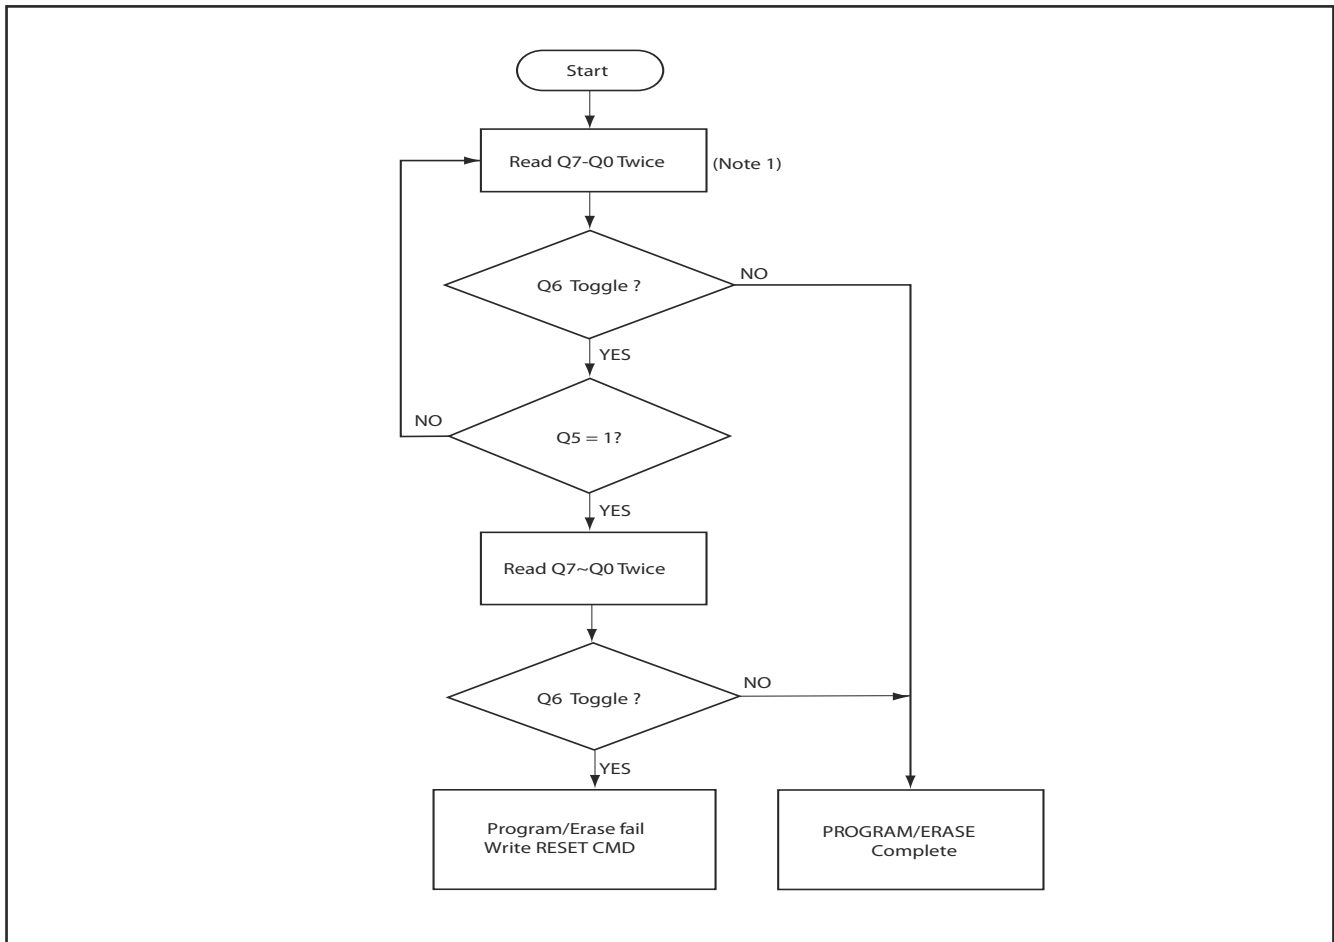 Start
Read Q7-Q0 Twice
(Note 1)
Q6 Toggle ?
NO
YES
NO
Q5 = 1?
YES
Read Q7~Q0 Twice
Q6 Toggle ?
NO
YES
Program/Erase fail
Write RESET CMD
PROGRAM/ERASE
Complete